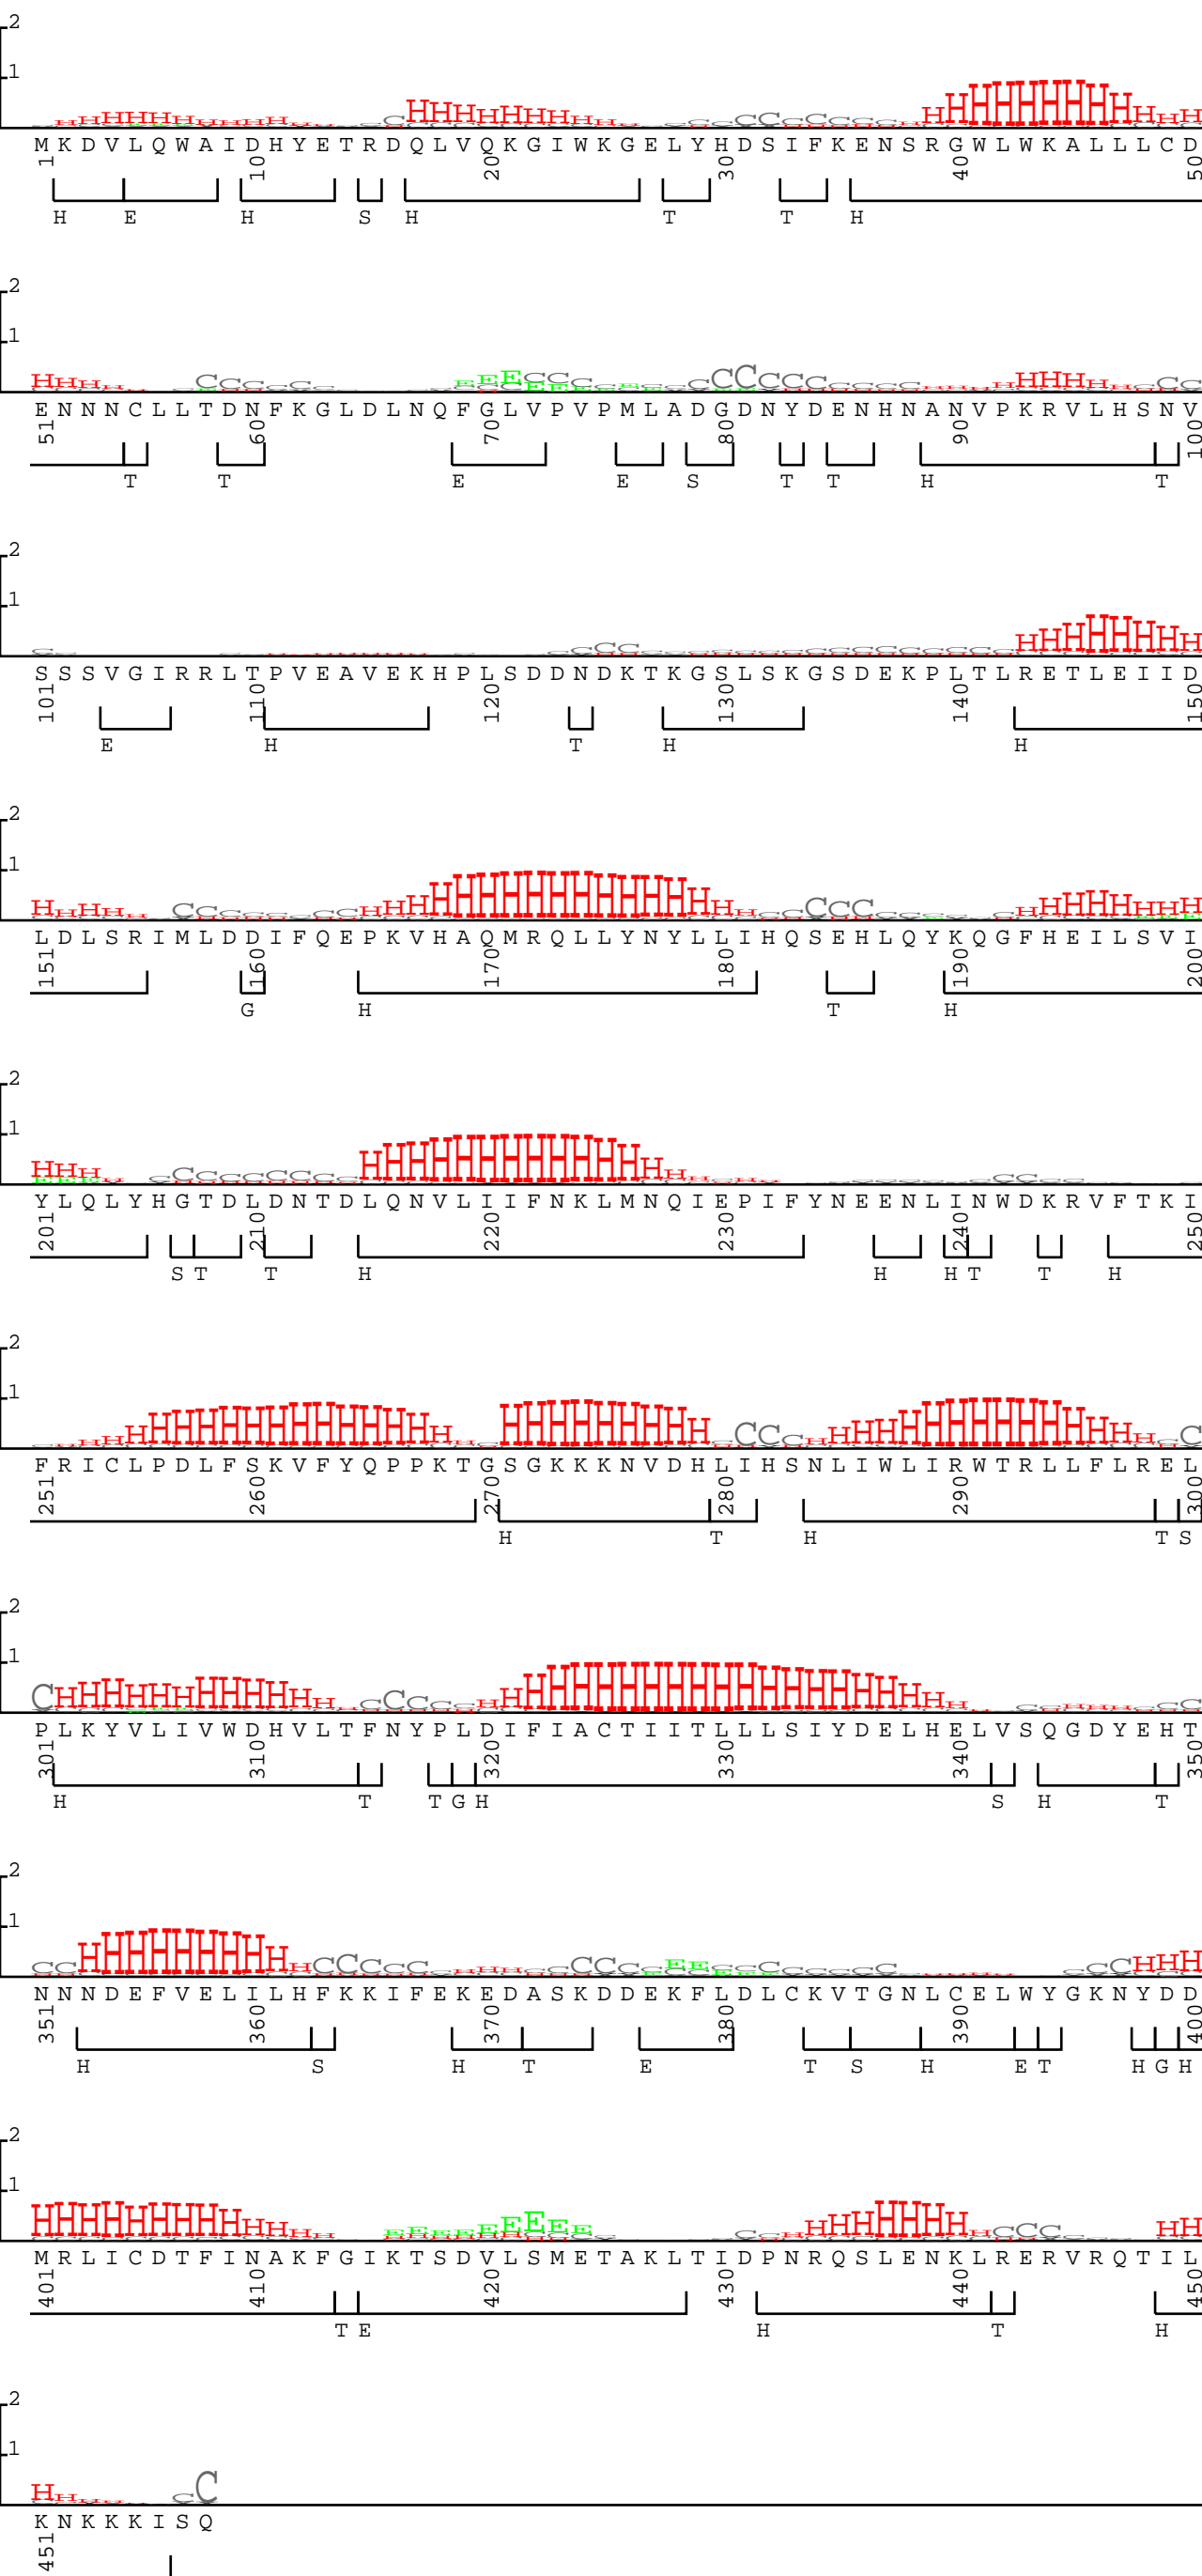 2
1
M K D V L Q W A I D H Y E T R D Q L V Q K G I W K G E L Y H D S I F K E N S R G W L W K A L L L C D
1 10 20 30 40 50
H E H S H T T H
2
1
E N N N C L L T D N F K G L D L N Q F G L V P V P M L A D G D N Y D E N H N A N V P K R V L H S N V
51 60 70 80 90 100
T T E E S T T H T
2
1
S S S V G I R R L T P V E A V E K H P L S D D N D K T K G S L S K G S D E K P L T L R E T L E I I D
101 110 120 130 140 150
E H T H H
2
1
L D L S R I M L D D I F Q E P K V H A Q M R Q L L Y N Y L L I H Q S E H L Q Y K Q G F H E I L S V I
151 160 170 180 190 200
G H T H
2
1
Y L Q L Y H G T D L D N T D L Q N V L I I F N K L M N Q I E P I F Y N E E N L I N W D K R V F T K I
201 210 220 230 240 250
S T T H H H T T H
2
1
F R I C L P D L F S K V F Y Q P P K T G S G K K K N V D H L I H S N L I W L I R W T R L L F L R E L
251 260 270 280 290 300
H T H T S
2
1
P L K Y V L I V W D H V L T F N Y P L D I F I A C T I I T L L L S I Y D E L H E L V S Q G D Y E H T
301 310 320 330 340 350
H T T G H S H T
2
1
N N N D E F V E L I L H F K K I F E K E D A S K D D E K F L D L C K V T G N L C E L W Y G K N Y D D
351 360 370 380 390 400
H S H T E T S H E T H G H
2
1
M R L I C D T F I N A K F G I K T S D V L S M E T A K L T I D P N R Q S L E N K L R E R V R Q T I L
401 410 420 430 440 450
T E H T H
2
1
K N K K K I S Q
451